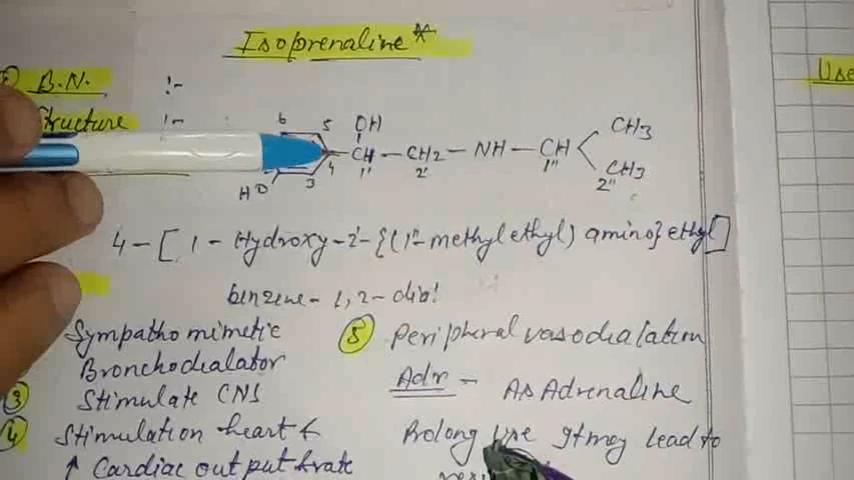 Isoprenaline*
B.N. :-
Use
Structure :-
6 5 OH
CH - CH2 - NH - CH CH3
CH3
4 1' 2' 1" 2"
HO 3
4 - [ 1 - Hydroxy - 2' - {(1" - methylethyl) amino} ethyl]
benzene - 1, 2 - diol
Sympathomimetic
Bronchodialator
③ Stimulate CNS
④ Stimulation heart &
↑ Cardiac output & rate
⑤ Peripheral vasodialation
Adr - As Adrenaline
Prolong Use It may lead to